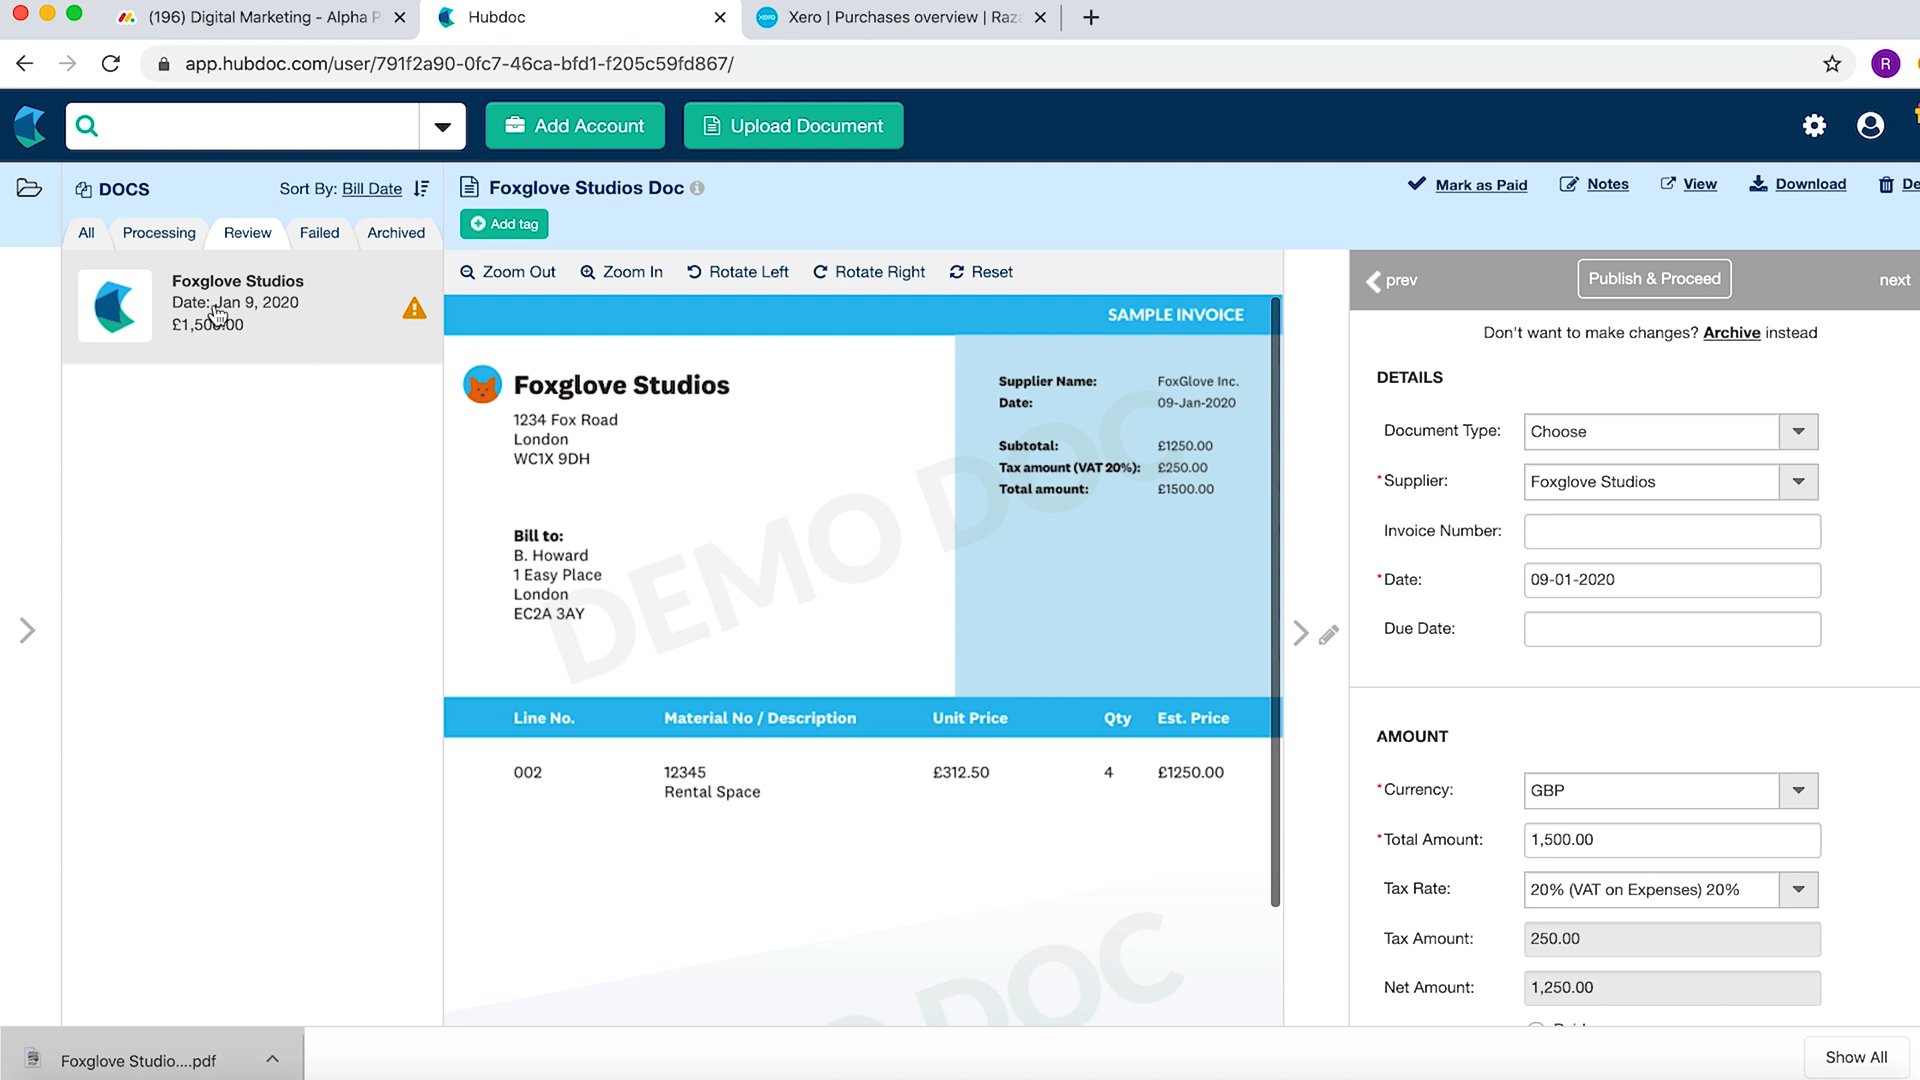 (196) Digital Marketing - Alpha P
Hubdoc
xero
Xero | Purchases overview | Raza
app.hubdoc.com/user/791f2a90-0fc7-46ca-bfd1-f205c59fd867/
R
Add Account
Upload Document
DOCS
Sort By: Bill Date
All
Processing
Review
Failed
Archived
Foxglove Studios
Date: Jan 9, 2020
£1,500.00
Foxglove Studios Doc
Add tag
Mark as Paid
Notes
View
Download
De
Zoom Out
Zoom In
Rotate Left
Rotate Right
Reset
SAMPLE INVOICE
Foxglove Studios
1234 Fox Road
London
WC1X 9DH
Supplier Name: FoxGlove Inc.
Date: 09-Jan-2020
Subtotal: £1250.00
Tax amount (VAT 20%): £250.00
Total amount: £1500.00
Bill to:
B. Howard
1 Easy Place
London
EC2A 3AY
DEMO DOC
Line No. Material No / Description Unit Price Qty Est. Price
002 12345 £312.50 4 £1250.00
Rental Space
DOC
prev
Publish & Proceed
next
Don't want to make changes? Archive instead
DETAILS
Document Type: Choose
*Supplier: Foxglove Studios
Invoice Number:
*Date: 09-01-2020
Due Date:
AMOUNT
*Currency: GBP
*Total Amount: 1,500.00
Tax Rate: 20% (VAT on Expenses) 20%
Tax Amount: 250.00
Net Amount: 1,250.00
Foxglove Studio....pdf
Show All